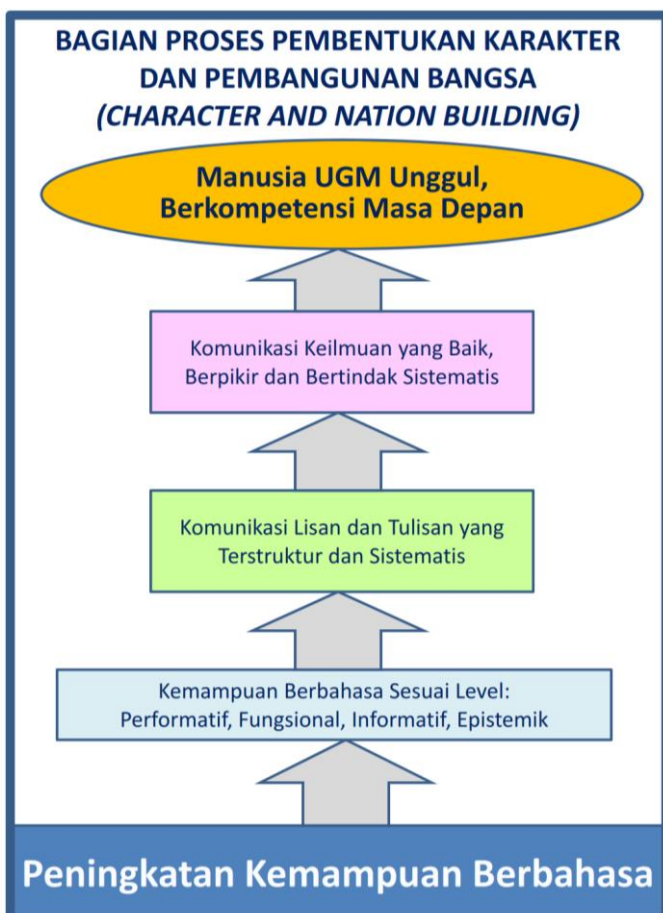 BAGIAN PROSES PEMBENTUKAN KARAKTER
DAN PEMBANGUNAN BANGSA
(CHARACTER AND NATION BUILDING)
Manusia UGM Unggul,
Berkompetensi Masa Depan
Komunikasi Keilmuan yang Baik,
Berpikir dan Bertindak Sistematis
Komunikasi Lisan dan Tulisan yang
Terstruktur dan Sistematis
Kemampuan Berbahasa Sesuai Level:
Performatif, Fungsional, Informatif, Epistemik
Peningkatan Kemampuan Berbahasa